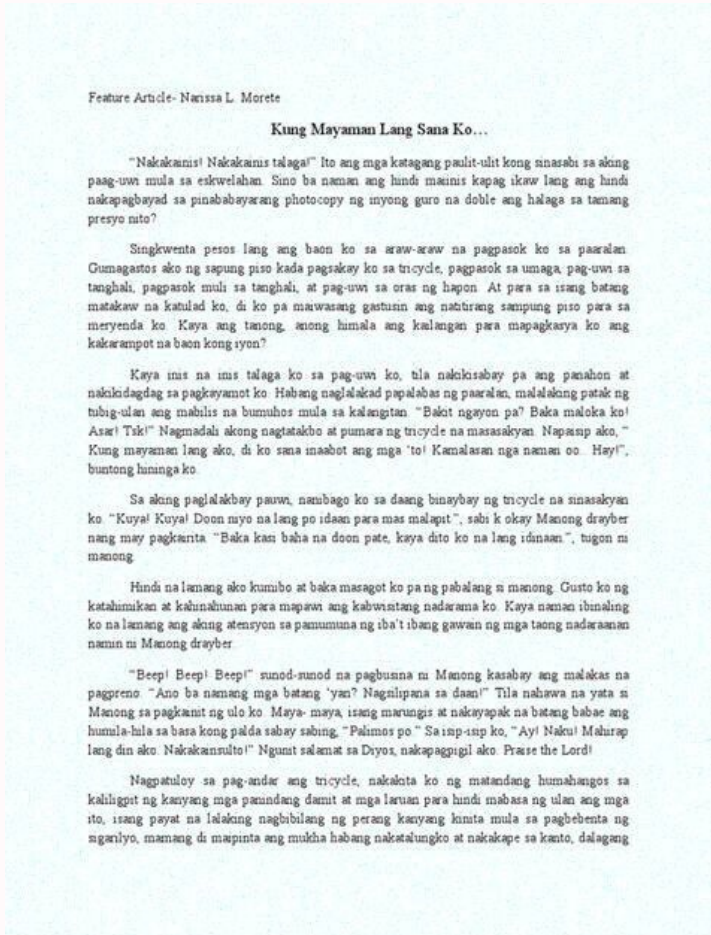 Feature Article- Narissa L. Morete
Kung Mayaman Lang Sana Ko…
“Nakakainis! Nakakainis talaga!” Ito ang mga katagang paulit-ulit kong sinasabi sa aking
paag-uwi mula sa eskwelahan. Sino ba naman ang hindi maiinis kapag ikaw lang ang hindi
nakapagbayad sa pinababayarang photocopy ng inyong guro na doble ang halaga sa tamang
presyo nito?
Singkwenta pesos lang ang baon ko sa araw-araw na pagpasok ko sa paaralan.
Gumagastos ako ng sapung piso kada pagsakay ko sa tricycle, pagpasok sa umaga, pag-uwi sa
tanghali, pagpasok muli sa tanghali, at pag-uwi sa oras ng hapon. At para sa isang batang
matakaw na katulad ko, di ko pa maiwasang gastusin ang natitirang sampung piso para sa
meryenda ko. Kaya ang tanong, anong himala ang kailangan para mapagkasya ko ang
kakarampot na baon kong iyon?
Kaya inis na inis talaga ko sa pag-uwi ko, tila nakikisabay pa ang panahon at
nakikidagdag sa pagkayamot ko. Habang naglalakad papalabas ng paaralan, malalaking patak ng
tubig-ulan ang mabilis na bumuhos mula sa kalangitan. “Bakit ngayon pa? Baka maloka ko!
Asar! Tsk!” Nagmadali akong nagtatakbo at pumara ng tricycle na masasakyan. Napaisip ako, “
Kung mayaman lang ako, di ko sana inaabot ang mga ‘to! Kamalasan nga naman oo.. Hay!”,
buntong hininga ko.
Sa aking paglalakbay pauwi, nanibago ko sa daang binaybay ng tricycle na sinasakyan
ko. “Kuya! Kuya! Doon niyo na lang po idaan para mas malapit.”, sabi k okay Manong drayber
nang may pagkairita. “Baka kasi baha na doon pate, kaya dito ko na lang idinaan.”, tugon ni
manong.
Hindi na lamang ako kumibo at baka masagot ko pa ng pabalang si manong. Gusto ko ng
katahimikan at kahinahunan para mapawi ang kabwisitang nadarama ko. Kaya naman ibinaling
ko na lamang ang aking atensyon sa pamumuna ng iba’t ibang gawain ng mga taong nadaraanan
namin ni Manong drayber.
“Beep! Beep! Beep!” sunod-sunod na pagbusina ni Manong kasabay ang malakas na
pagpreno. “Ano ba namang mga batang ‘yan? Nagsilipana sa daan!” Tila nahawa na yata si
Manong sa pagkainit ng ulo ko. Maya- maya, isang marungis at nakayapak na batang babae ang
humila-hila sa basa kong palda sabay sabing, “Palimos po.” Sa isip-isip ko, “Ay! Naku! Mahirap
lang din ako. Nakakainsulto!” Ngunit salamat sa Diyos, nakapagpigil ako. Praise the Lord!
Nagpatuloy sa pag-andar ang tricycle, nakakita ko ng matandang humahangos sa
kaliligpit ng kanyang mga panindang damit at mga laruan para hindi mabasa ng ulan ang mga
ito, isang payat na lalaking nagbibilang ng perang kanyang kinita mula sa pagbebenta ng
sigarilyo, mamang di maipinta ang mukha habang nakatalungko at nakakape sa kanto, dalagang